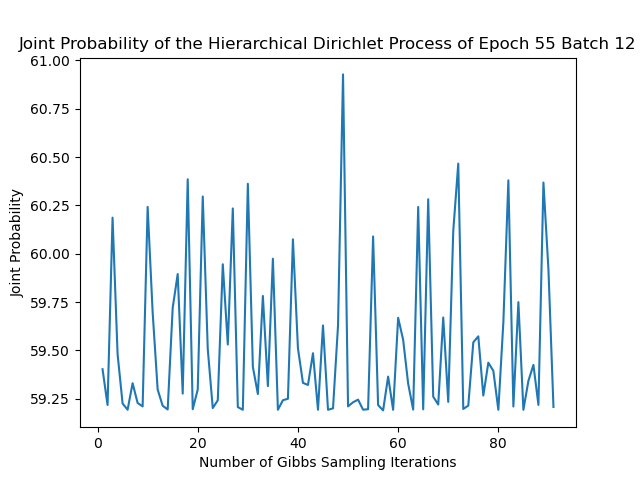 Joint Probability of the Hierarchical Dirichlet Process of Epoch 55 Batch 12
61.00
60.75
60.50
60.25
60.00
59.75
59.50
59.25
Joint Probability
0 20 40 60 80
Number of Gibbs Sampling Iterations